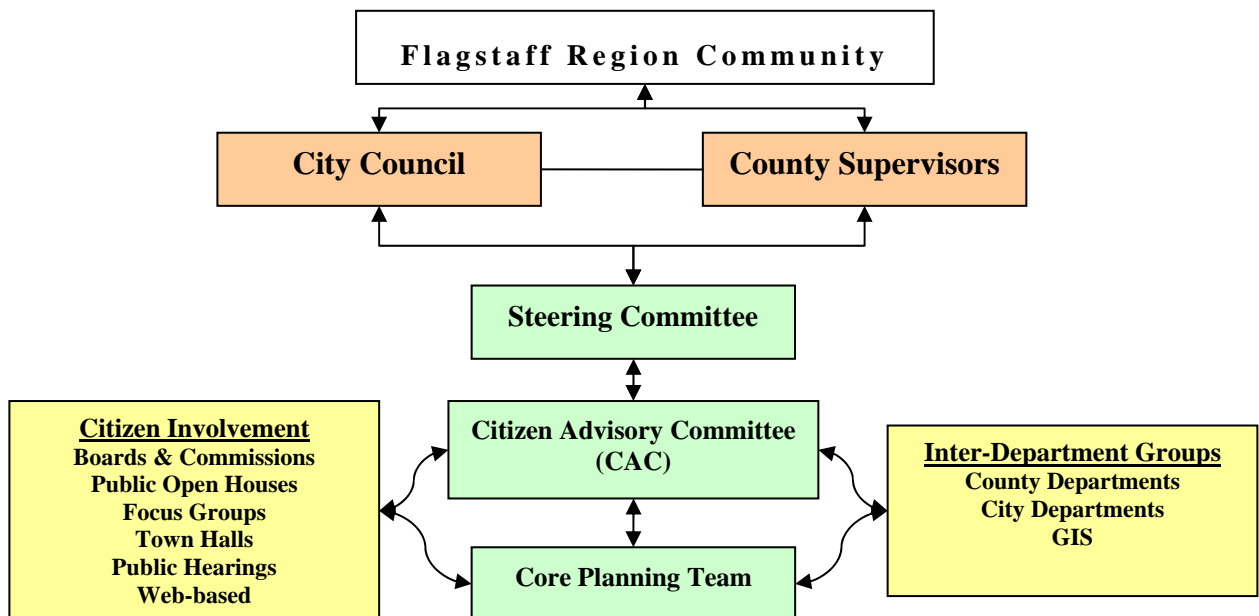 Flagstaff Region Community
City Council
County Supervisors
Steering Committee
Citizen Advisory Committee
(CAC)
Citizen Involvement
Boards & Commissions
Public Open Houses
Focus Groups
Town Halls
Public Hearings
Web-based
Inter-Department Groups
County Departments
City Departments
GIS
Core Planning Team